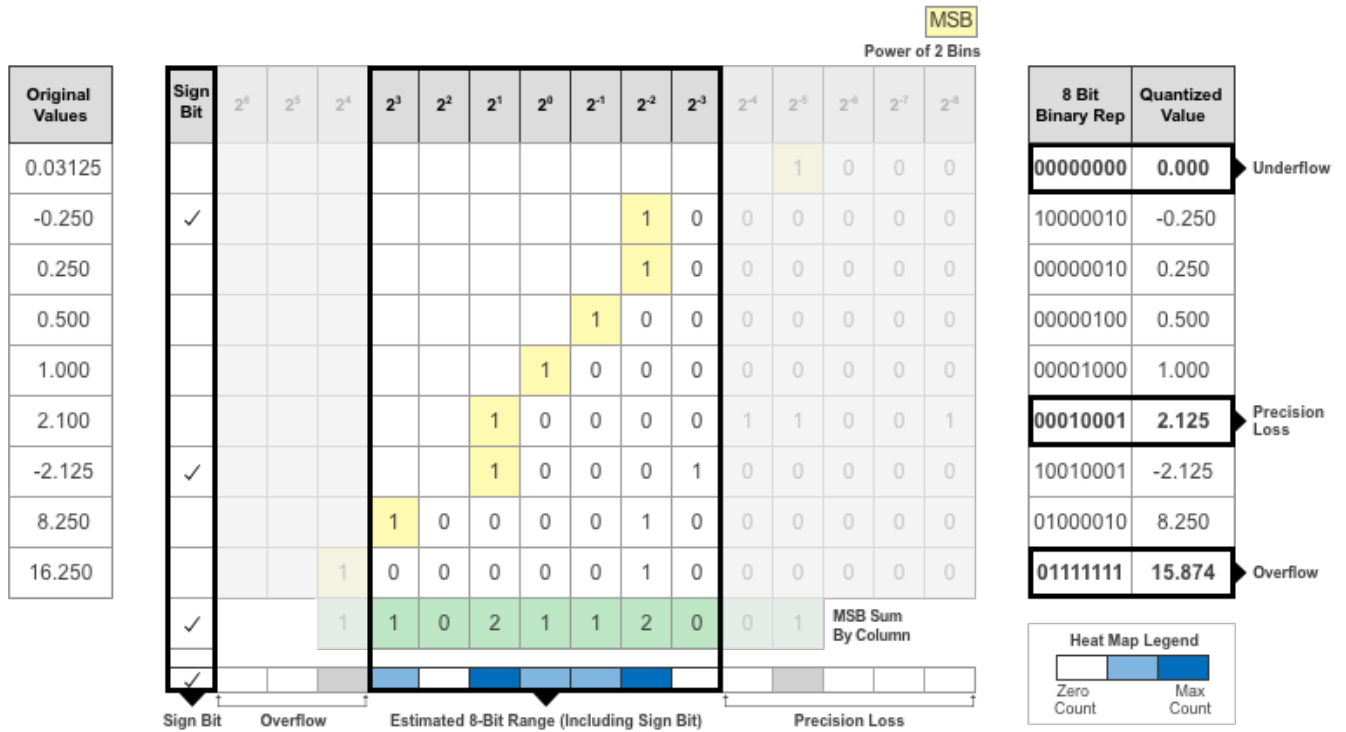 MSB
Power of 2 Bins
Original Values
Sign Bit
2⁶ 2⁵ 2⁴ 2³ 2² 2¹ 2⁰ 2⁻¹ 2⁻² 2⁻³ 2⁻⁴ 2⁻⁵ 2⁻⁶ 2⁻⁷ 2⁻⁸
8 Bit Binary Rep
Quantized Value
0.03125 1 0 0 0 00000000 0.000 Underflow
-0.250 ✓ 1 0 0 0 0 0 0 10000010 -0.250
0.250 1 0 0 0 0 0 0 00000010 0.250
0.500 1 0 0 0 0 0 0 0 00000100 0.500
1.000 1 0 0 0 0 0 0 0 0 00001000 1.000
2.100 1 0 0 0 0 1 1 0 0 1 00010001 2.125 Precision Loss
-2.125 ✓ 1 0 0 0 1 0 0 0 0 0 10010001 -2.125
8.250 1 0 0 0 0 1 0 0 0 0 0 0 01000010 8.250
16.250 1 0 0 0 0 0 1 0 0 0 0 0 0 01111111 15.874 Overflow
✓ 1 1 0 2 1 1 2 0 0 1 MSB Sum By Column
✓
Sign Bit
Overflow
Estimated 8-Bit Range (Including Sign Bit)
Precision Loss
Heat Map Legend
Zero Count
Max Count